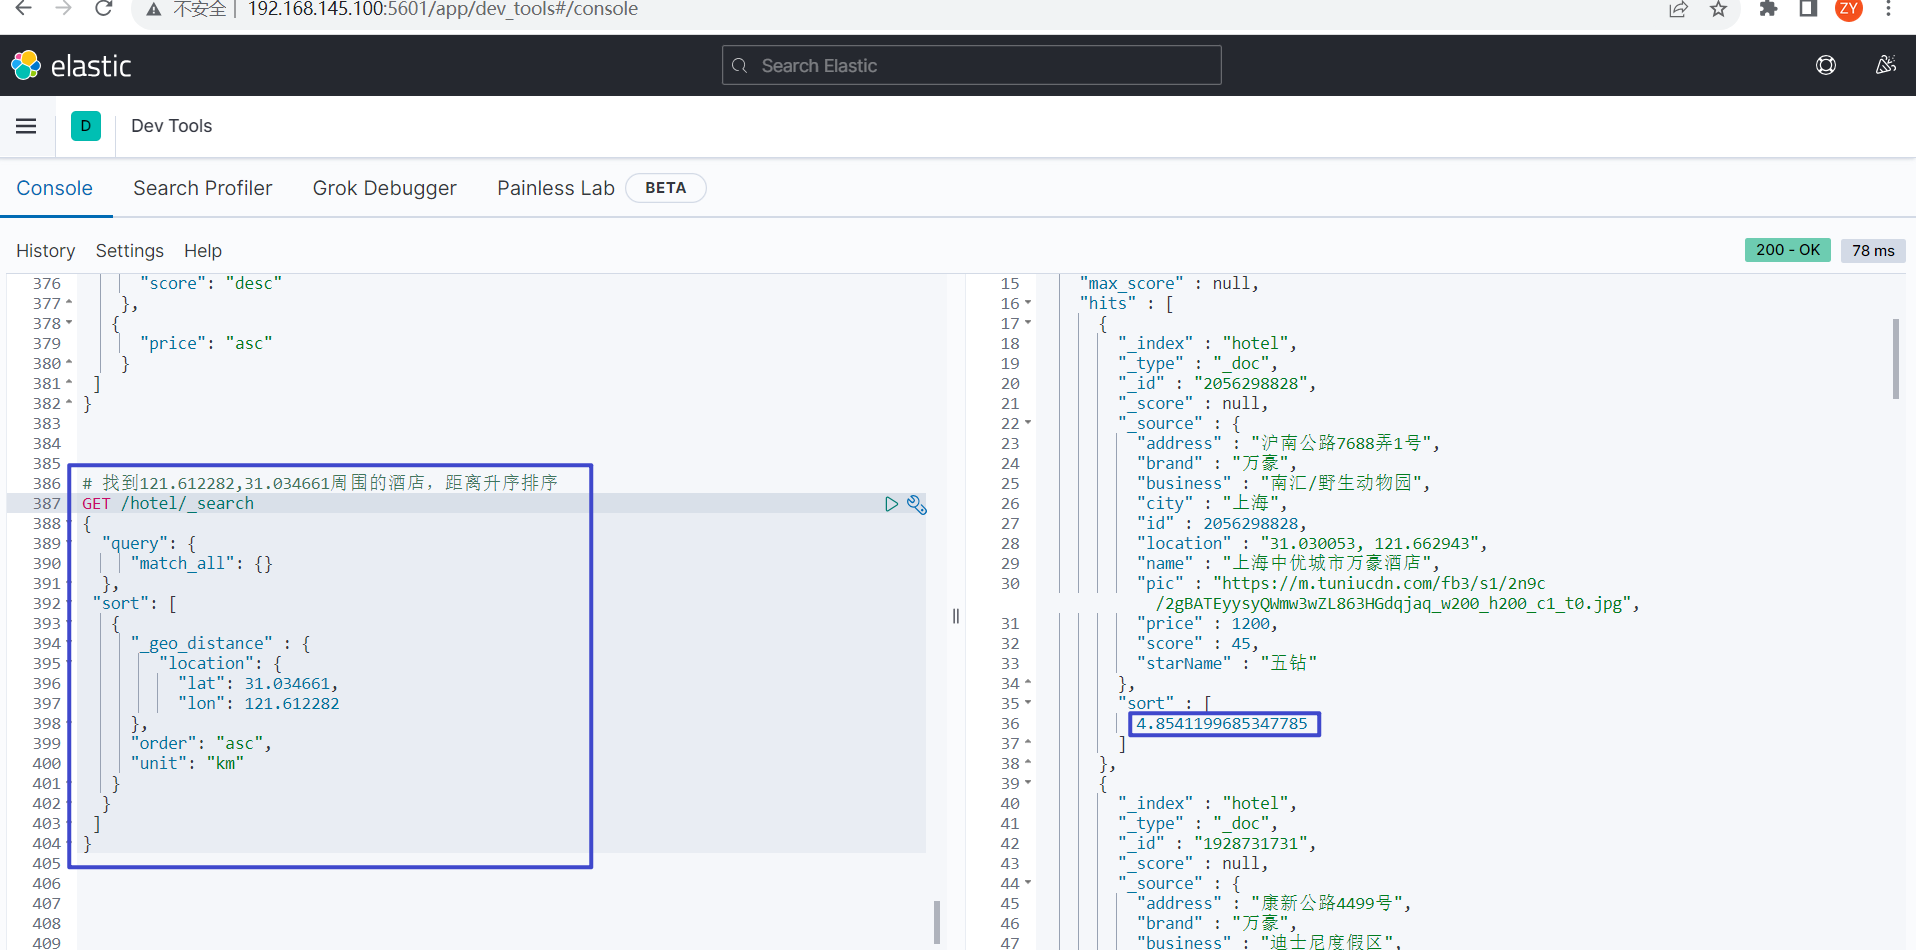 不安全 | 192.168.145.100:5601/app/dev_tools#/console
ZY
elastic
Search Elastic
D
Dev Tools
Console
Search Profiler
Grok Debugger
Painless Lab
BETA
History
Settings
Help
200 - OK
78 ms
376 "score": "desc"
377 },
378 {
379 "price": "asc"
380 }
381 ]
382 }
383
384
385
386 # 找到121.612282,31.034661周围的酒店，距离升序排序
387 GET /hotel/_search
388 {
389 "query": {
390 "match_all": {}
391 },
392 "sort": [
393 {
394 "_geo_distance" : {
395 "location": {
396 "lat": 31.034661,
397 "lon": 121.612282
398 },
399 "order": "asc",
400 "unit": "km"
401 }
402 }
403 ]
404 }
405
406
407
408
409
15 "max_score" : null,
16 "hits" : [
17 {
18 "_index" : "hotel",
19 "_type" : "_doc",
20 "_id" : "2056298828",
21 "_score" : null,
22 "_source" : {
23 "address" : "沪南公路7688弄1号",
24 "brand" : "万豪",
25 "business" : "南汇/野生动物园",
26 "city" : "上海",
27 "id" : 2056298828,
28 "location" : "31.030053, 121.662943",
29 "name" : "上海中优城市万豪酒店",
30 "pic" : "https://m.tuniucdn.com/fb3/s1/2n9c
/2gBATEyysyQWmw3wZL863HGdqjaq_w200_h200_c1_t0.jpg",
31 "price" : 1200,
32 "score" : 45,
33 "starName" : "五钻"
34 },
35 "sort" : [
36 4.8541199685347785
37 ]
38 },
39 {
40 "_index" : "hotel",
41 "_type" : "_doc",
42 "_id" : "1928731731",
43 "_score" : null,
44 "_source" : {
45 "address" : "康新公路4499号",
46 "brand" : "万豪",
47 "business" : "迪士尼度假区",